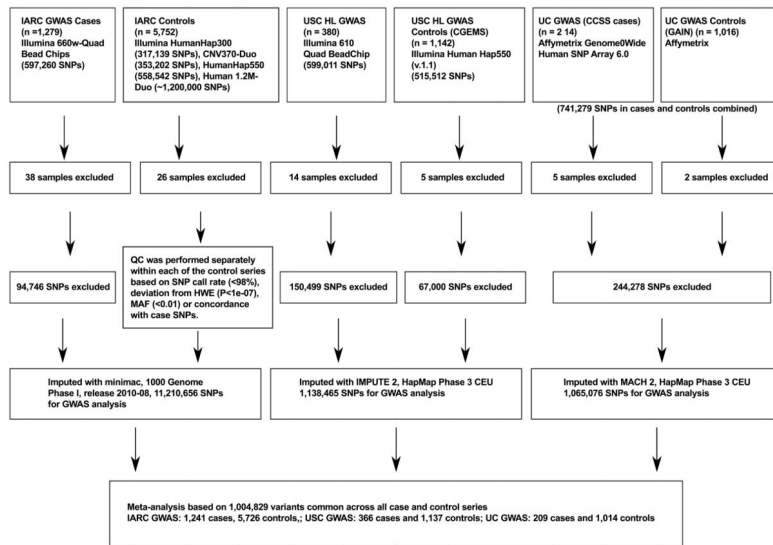 IARC GWAS Cases
(n =1,279)
Illumina 660w-Quad
Bead Chips
(597,260 SNPs)
IARC Controls
(n = 5,752)
Illumina HumanHap300
(317,139 SNPs), CNV370-Duo
(353,202 SNPs), HumanHap550
(558,542 SNPs), Human 1.2M-
Duo (~1,200,000 SNPs)
USC HL GWAS
(n = 380)
Illumina 610
Quad BeadChip
(599,011 SNPs)
USC HL GWAS
Controls (CGEMS)
(n = 1,142)
Illumina Human Hap550
(v.1.1)
(515,512 SNPs)
UC GWAS (CCSS cases)
(n = 2 14)
Affymetrix Genome0Wide
Human SNP Array 6.0
UC GWAS Controls
(GAIN) (n = 1,016)
Affymetrix
(741,279 SNPs in cases and controls combined)
38 samples excluded
26 samples excluded
14 samples excluded
5 samples excluded
5 samples excluded
2 samples excluded
94,746 SNPs excluded
QC was performed separately
within each of the control series
based on SNP call rate (<98%),
deviation from HWE (P<1e-07),
MAF (<0.01) or concordance
with case SNPs.
150,499 SNPs excluded
67,000 SNPs excluded
244,278 SNPs excluded
Imputed with minimac, 1000 Genome
Phase I, release 2010-08, 11,210,656 SNPs
for GWAS analysis
Imputed with IMPUTE 2, HapMap Phase 3 CEU
1,138,465 SNPs for GWAS analysis
Imputed with MACH 2, HapMap Phase 3 CEU
1,065,076 SNPs for GWAS analysis
Meta-analysis based on 1,004,829 variants common across all case and control series
IARC GWAS: 1,241 cases, 5,726 controls,; USC GWAS: 366 cases and 1,137 controls; UC GWAS: 209 cases and 1,014 controls